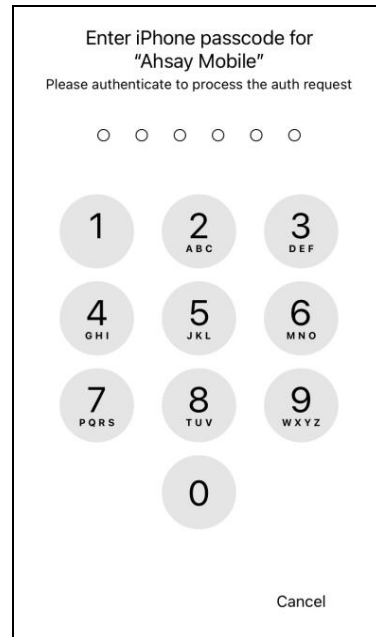 Enter iPhone passcode for
“Ahsay Mobile”
Please authenticate to process the auth request
1 2 3
ABC DEF
4 5 6
GHI JKL MNO
7 8 9
PQRS TUV WXYZ
0
Cancel